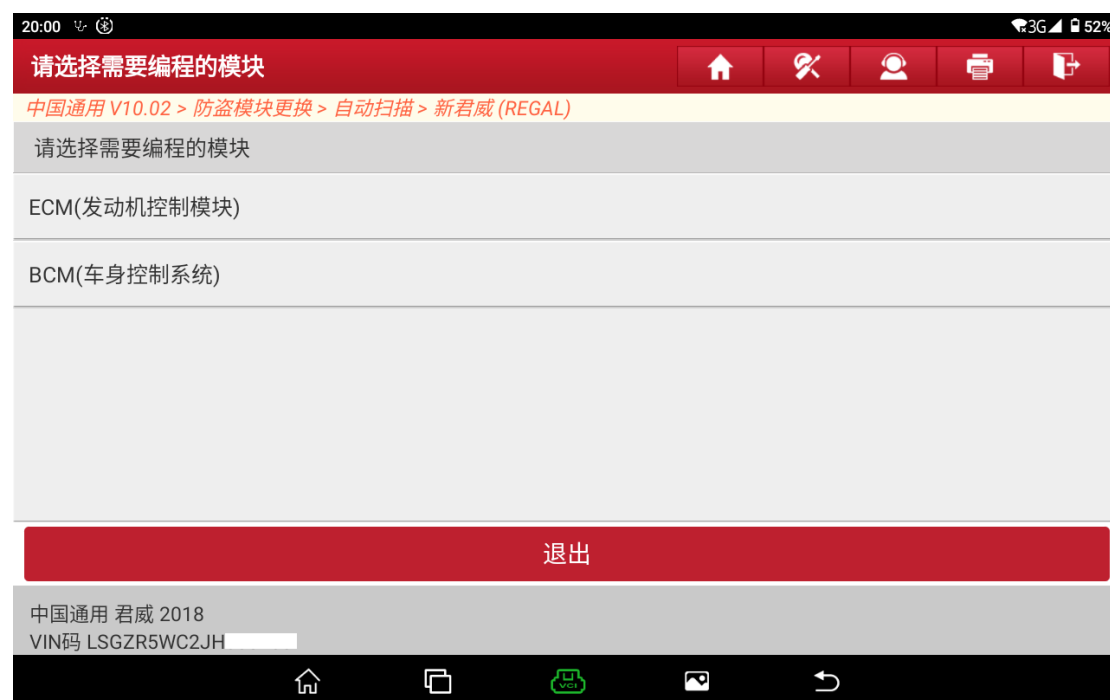 20:00 3G 52%
请选择需要编程的模块
中国通用 V10.02 > 防盗模块更换 > 自动扫描 > 新君威 (REGAL)
请选择需要编程的模块
ECM(发动机控制模块)
BCM(车身控制系统)
退出
中国通用 君威 2018
VIN码 LSGZR5WC2JH
VCI